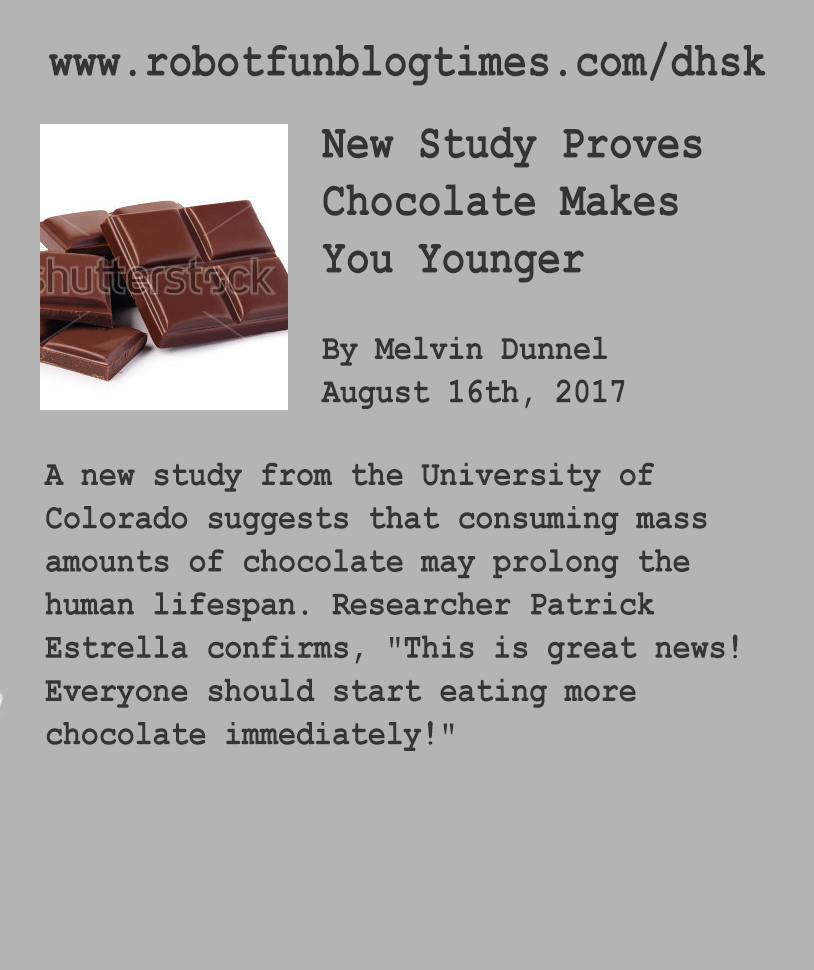 www.robotfunblogtimes.com/dhsk
New Study Proves
Chocolate Makes
You Younger
shutterstock
By Melvin Dunnel
August 16th, 2017
A new study from the University of
Colorado suggests that consuming mass
amounts of chocolate may prolong the
human lifespan. Researcher Patrick
Estrella confirms, "This is great news!
Everyone should start eating more
chocolate immediately!"